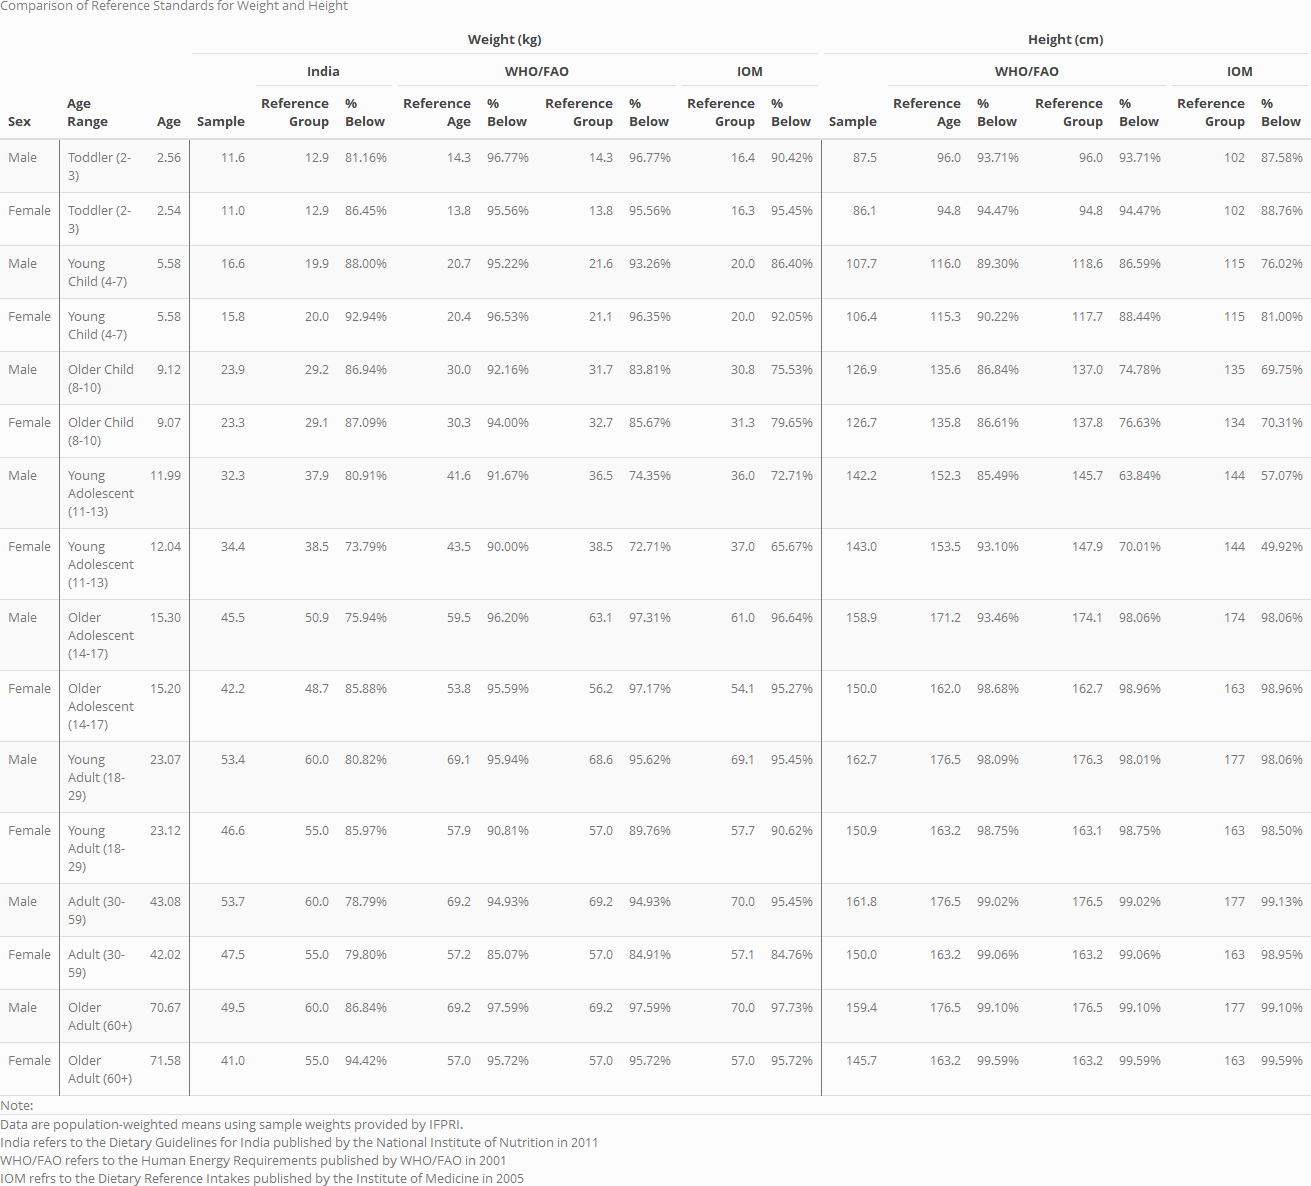 Comparison of Reference Standards for Weight and Height
Weight (kg) Height (cm)
India WHO/FAO IOM WHO/FAO IOM
Sex Age Range Age Sample Reference Group % Below Reference Age % Below Reference Group % Below Reference Group % Below Sample Reference Age % Below Reference Group % Below Reference Group % Below
Male Toddler (2- 2.56 11.6 12.9 81.16% 14.3 96.77% 14.3 96.77% 16.4 90.42% 87.5 96.0 93.71% 96.0 93.71% 102 87.58%
3)
Female Toddler (2- 2.54 11.0 12.9 86.45% 13.8 95.56% 13.8 95.56% 16.3 95.45% 86.1 94.8 94.47% 94.8 94.47% 102 88.76%
3)
Male Young 5.58 16.6 19.9 88.00% 20.7 95.22% 21.6 93.26% 20.0 86.40% 107.7 116.0 89.30% 118.6 86.59% 115 76.02%
Child (4-7)
Female Young 5.58 15.8 20.0 92.94% 20.4 96.53% 21.1 96.35% 20.0 92.05% 106.4 115.3 90.22% 117.7 88.44% 115 81.00%
Child (4-7)
Male Older Child 9.12 23.9 29.2 86.94% 30.0 92.16% 31.7 83.81% 30.8 75.53% 126.9 135.6 86.84% 137.0 74.78% 135 69.75%
(8-10)
Female Older Child 9.07 23.3 29.1 87.09% 30.3 94.00% 32.7 85.67% 31.3 79.65% 126.7 135.8 86.61% 137.8 76.63% 134 70.31%
(8-10)
Male Young 11.99 32.3 37.9 80.91% 41.6 91.67% 36.5 74.35% 36.0 72.71% 142.2 152.3 85.49% 145.7 63.84% 144 57.07%
Adolescent
(11-13)
Female Young 12.04 34.4 38.5 73.79% 43.5 90.00% 38.5 72.71% 37.0 65.67% 143.0 153.5 93.10% 147.9 70.01% 144 49.92%
Adolescent
(11-13)
Male Older 15.30 45.5 50.9 75.94% 59.5 96.20% 63.1 97.31% 61.0 96.64% 158.9 171.2 93.46% 174.1 98.06% 174 98.06%
Adolescent
(14-17)
Female Older 15.20 42.2 48.7 85.88% 53.8 95.59% 56.2 97.17% 54.1 95.27% 150.0 162.0 98.68% 162.7 98.96% 163 98.96%
Adolescent
(14-17)
Male Young 23.07 53.4 60.0 80.82% 69.1 95.94% 68.6 95.62% 69.1 95.45% 162.7 176.5 98.09% 176.3 98.01% 177 98.06%
Adult (18-
29)
Female Young 23.12 46.6 55.0 85.97% 57.9 90.81% 57.0 89.76% 57.7 90.62% 150.9 163.2 98.75% 163.1 98.75% 163 98.50%
Adult (18-
29)
Male Adult (30- 43.08 53.7 60.0 78.79% 69.2 94.93% 69.2 94.93% 70.0 95.45% 161.8 176.5 99.02% 176.5 99.02% 177 99.13%
59)
Female Adult (30- 42.02 47.5 55.0 79.80% 57.2 85.07% 57.0 84.91% 57.1 84.76% 150.0 163.2 99.06% 163.2 99.06% 163 98.95%
59)
Male Older 70.67 49.5 60.0 86.84% 69.2 97.59% 69.2 97.59% 70.0 97.73% 159.4 176.5 99.10% 176.5 99.10% 177 99.10%
Adult (60+)
Female Older 71.58 41.0 55.0 94.42% 57.0 95.72% 57.0 95.72% 57.0 95.72% 145.7 163.2 99.59% 163.2 99.59% 163 99.59%
Adult (60+)
Note:
Data are population-weighted means using sample weights provided by IFPRI.
India refers to the Dietary Guidelines for India published by the National Institute of Nutrition in 2011
WHO/FAO refers to the Human Energy Requirements published by WHO/FAO in 2001
IOM refrs to the Dietary Reference Intakes published by the Institute of Medicine in 2005